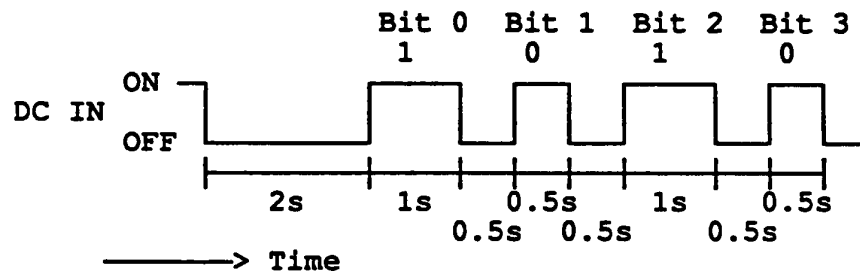 Bit 0 Bit 1 Bit 2 Bit 3
1 0 1 0
ON
DC IN
OFF
2s 1s 0.5s 1s 0.5s
0.5s 0.5s 0.5s
Time